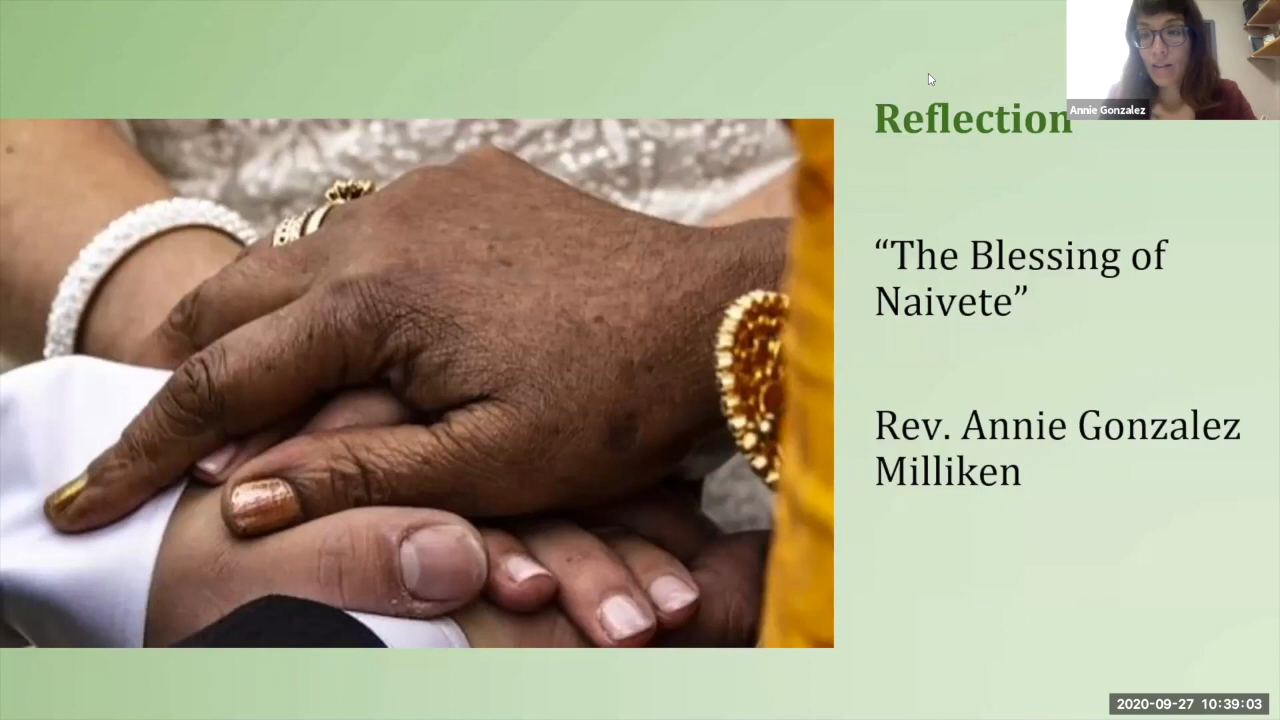 Annie Gonzalez
Reflection
“The Blessing of
Naivete”
Rev. Annie Gonzalez
Milliken
2020-09-27 10:39:03